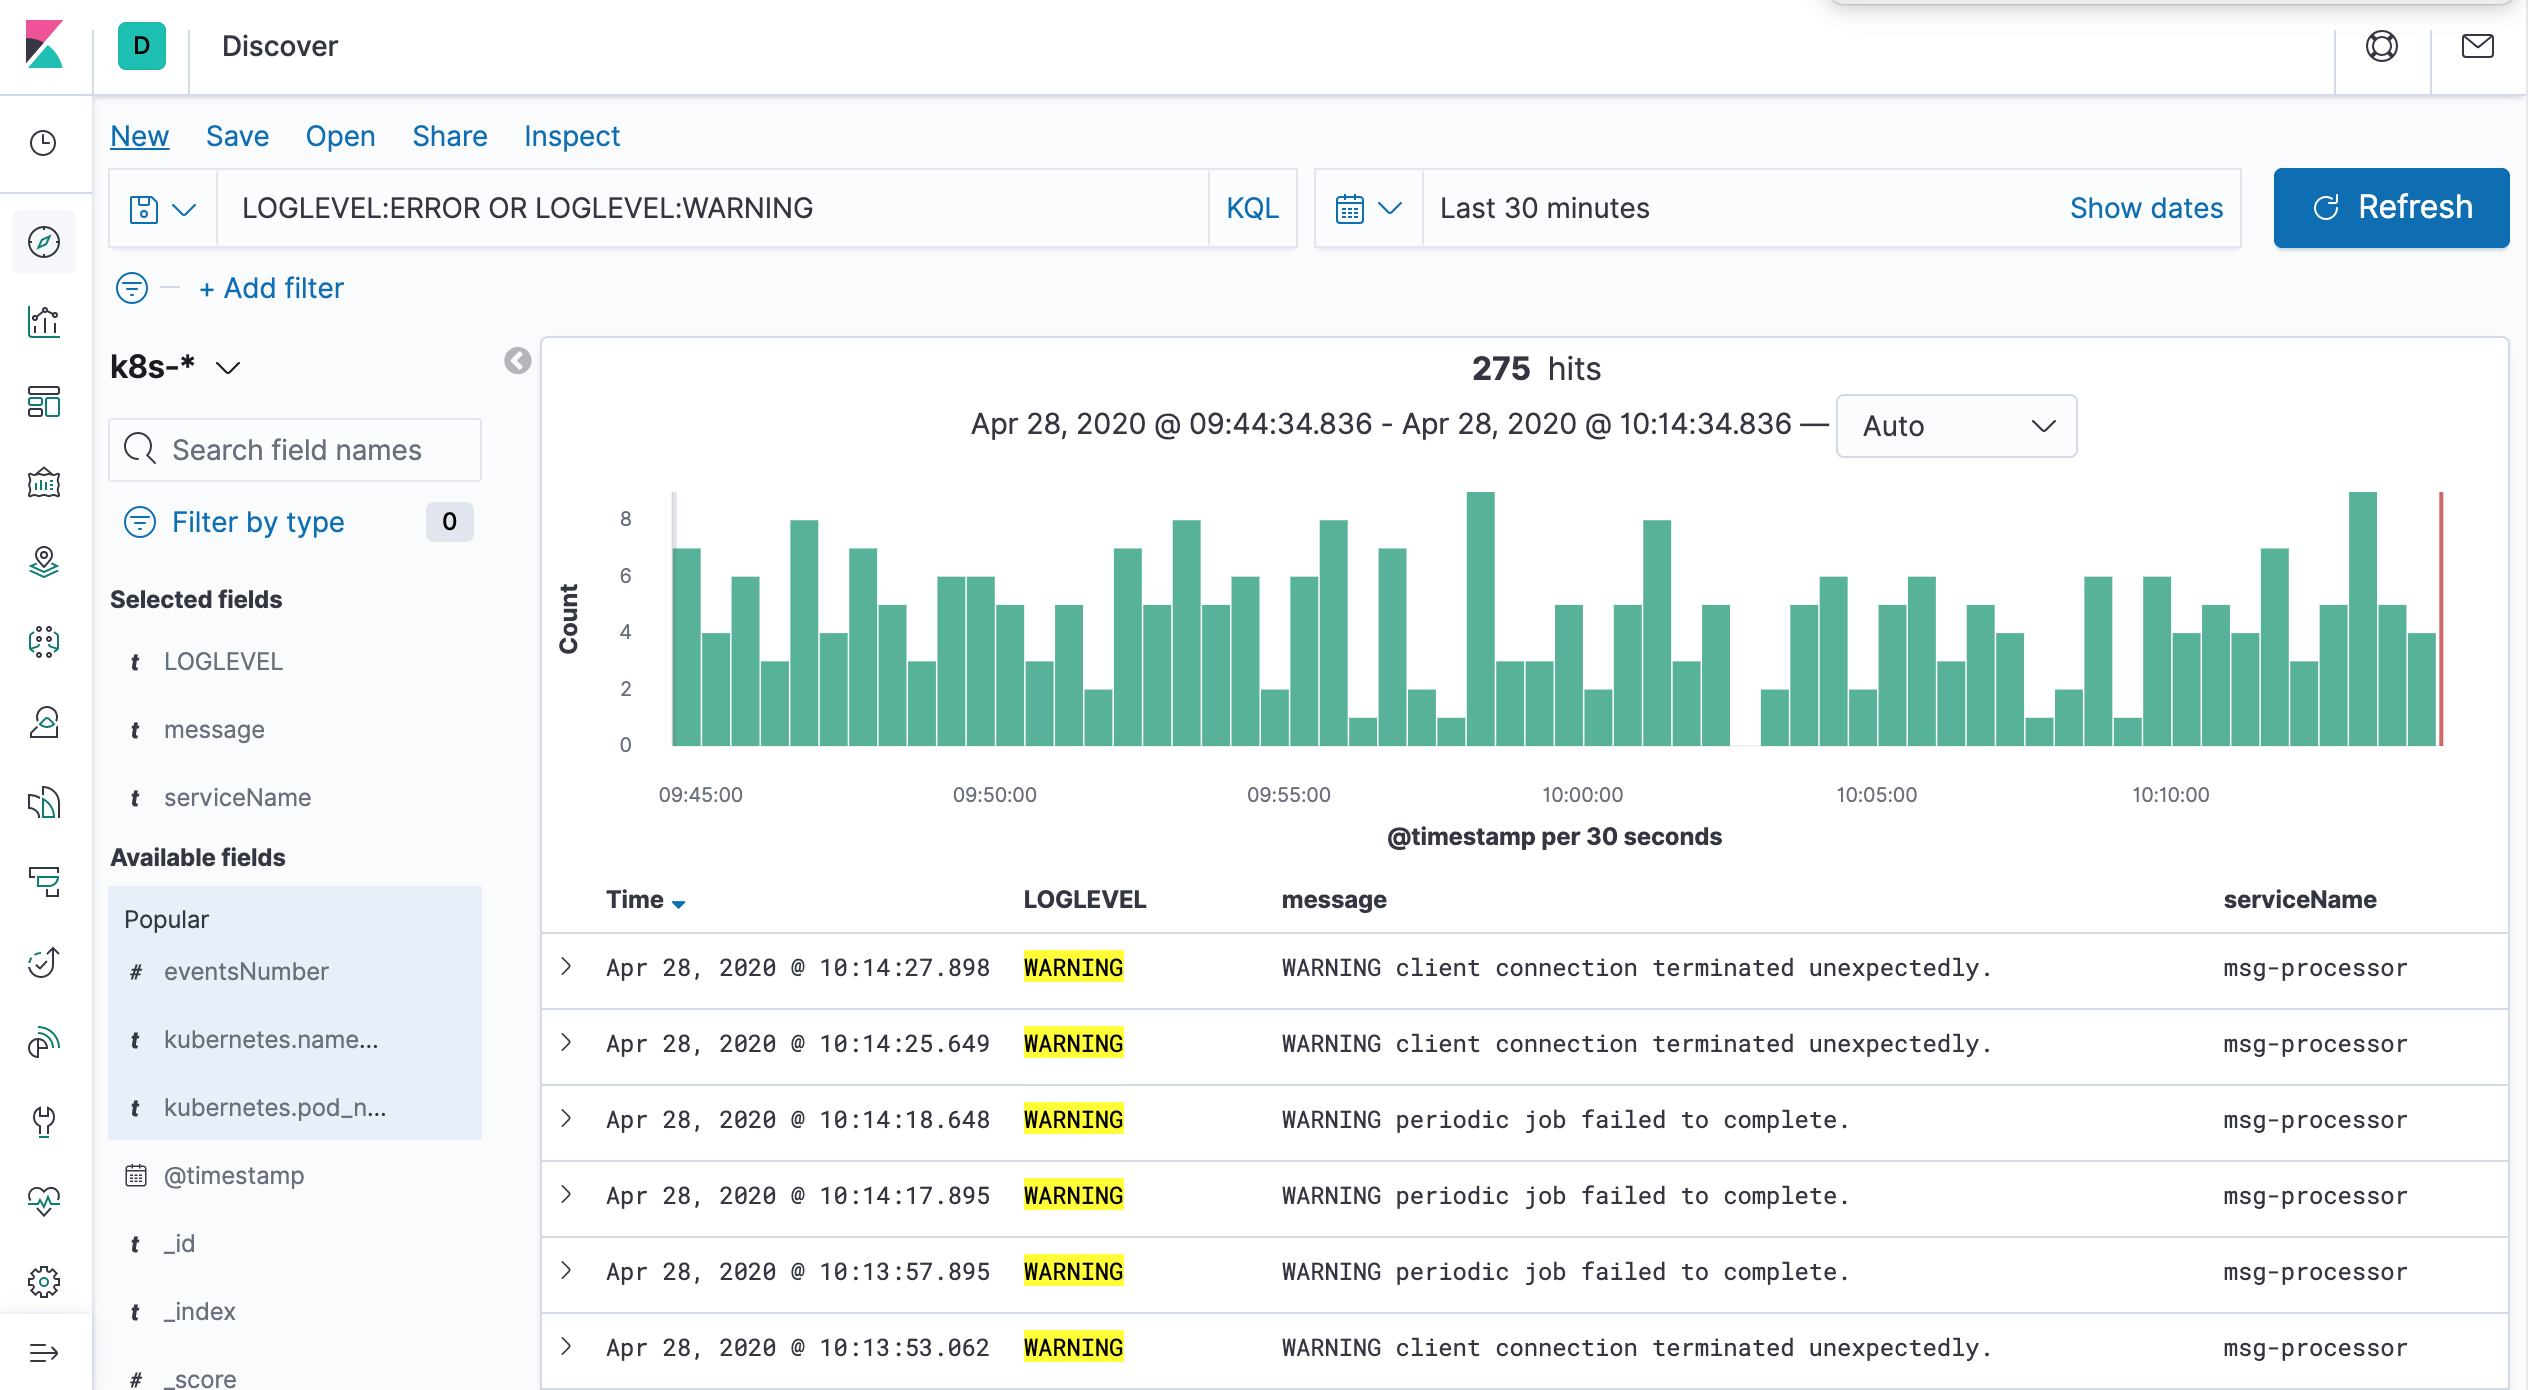 D
Discover
New Save Open Share Inspect
LOGLEVEL:ERROR OR LOGLEVEL:WARNING
KQL
Last 30 minutes
Show dates
Refresh
+ Add filter
k8s-*
Search field names
Filter by type 0
Selected fields
t LOGLEVEL
t message
t serviceName
Available fields
Popular
# eventsNumber
t kubernetes.name...
t kubernetes.pod_n...
@timestamp
t _id
t _index
# _score
275 hits
Apr 28, 2020 @ 09:44:34.836 - Apr 28, 2020 @ 10:14:34.836 —
Auto
Count
8
6
4
2
0
09:45:00 09:50:00 09:55:00 10:00:00 10:05:00 10:10:00
@timestamp per 30 seconds
Time LOGLEVEL message serviceName
Apr 28, 2020 @ 10:14:27.898 WARNING WARNING client connection terminated unexpectedly. msg-processor
Apr 28, 2020 @ 10:14:25.649 WARNING WARNING client connection terminated unexpectedly. msg-processor
Apr 28, 2020 @ 10:14:18.648 WARNING WARNING periodic job failed to complete. msg-processor
Apr 28, 2020 @ 10:14:17.895 WARNING WARNING periodic job failed to complete. msg-processor
Apr 28, 2020 @ 10:13:57.895 WARNING WARNING periodic job failed to complete. msg-processor
Apr 28, 2020 @ 10:13:53.062 WARNING WARNING client connection terminated unexpectedly. msg-processor